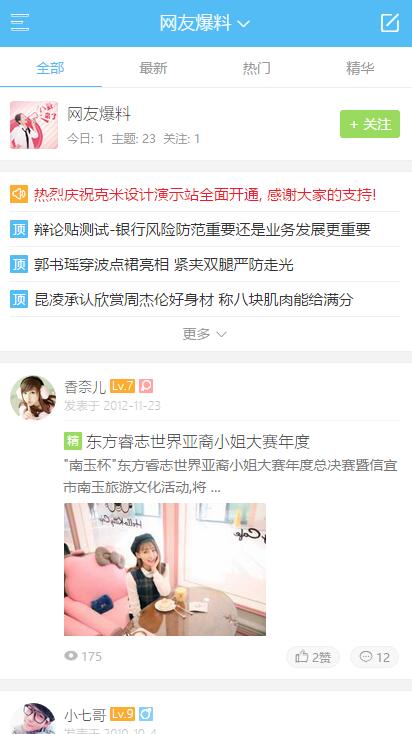 网友爆料
全部 最新 热门 精华
网友爆料
今日: 1 主题: 23 关注: 1
+ 关注
热烈庆祝克米设计演示站全面开通, 感谢大家的支持!
顶 辩论贴测试-银行风险防范重要还是业务发展更重要
顶 郭书瑶穿波点裙亮相 紧夹双腿严防走光
顶 昆凌承认欣赏周杰伦好身材 称八块肌肉能给满分
更多
香奈儿 Lv.7
发表于 2012-11-23
精 东方睿志世界亚裔小姐大赛年度
"南玉杯"东方睿志世界亚裔小姐大赛年度总决赛暨信宜
市南玉旅游文化活动,将 ...
175 2赞 12
小七哥 Lv.9
发表于 2010-10-4